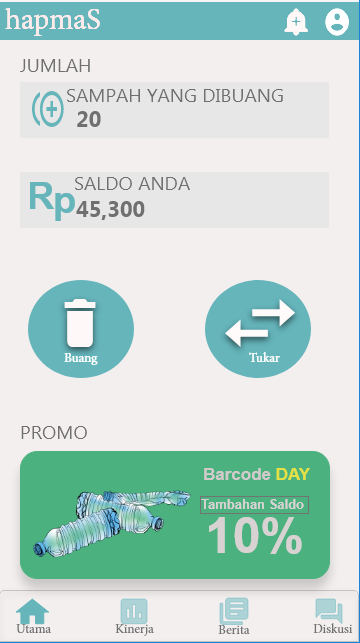 hapmaS
JUMLAH
SAMPAH YANG DIBUANG
20
SALDO ANDA
Rp 45,300
Buang
Tukar
PROMO
Barcode DAY
Tambahan Saldo
10%
Utama
Kinerja
Berita
Diskusi